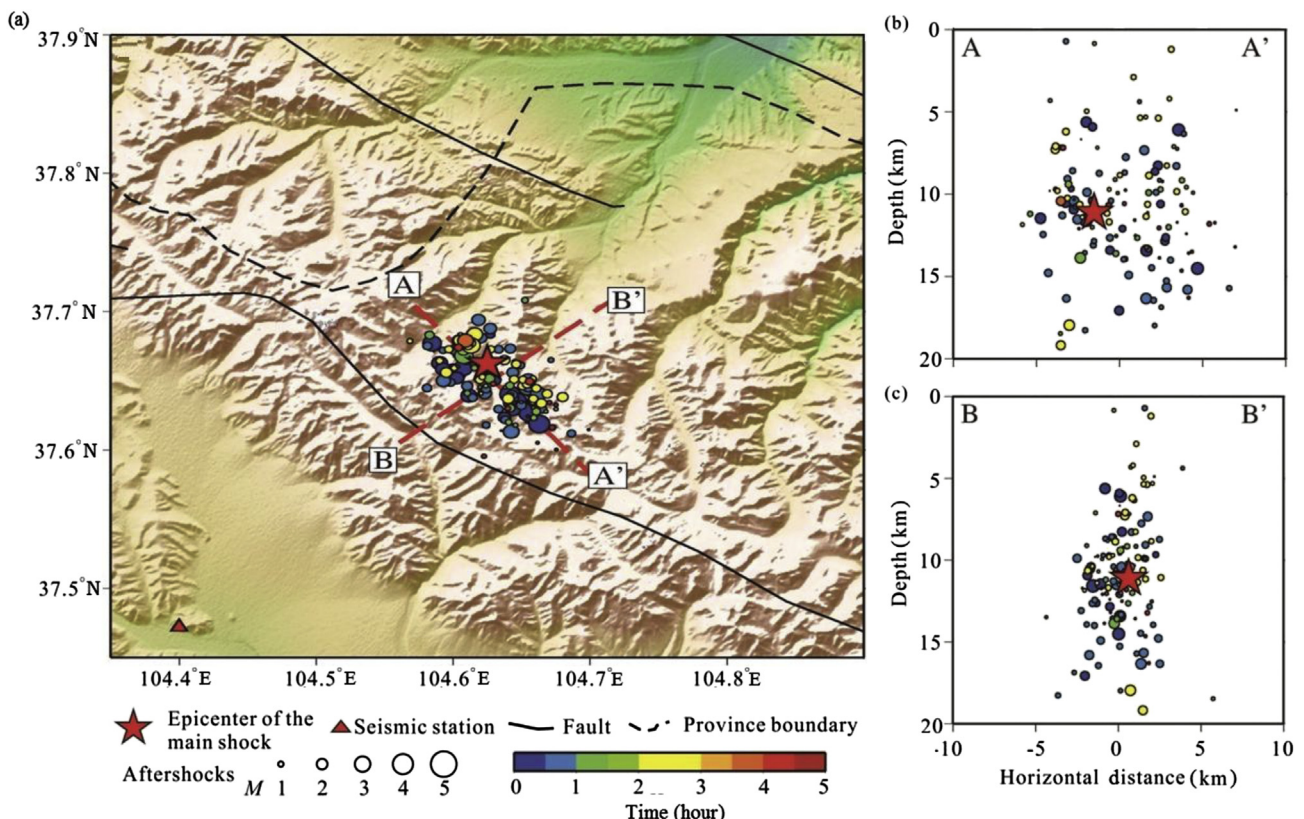 (a)
37.9°N
37.8°N
37.7°N
37.6°N
37.5°N
104.4°E
104.5°E
104.6°E
104.7°E
104.8°E
A
B'
B
A'
(b)
0
5
10
15
20
Depth(km)
A
A’
(c)
0
5
10
15
20
Depth(km)
B
B’
-10
-5
0
5
10
Horizontal distance(km)
Epicenter of the
main shock
Seismic station
Fault
Province boundary
Aftershocks
M 1 2 3 4 5
0 1 2 3 4 5
Time (hour)